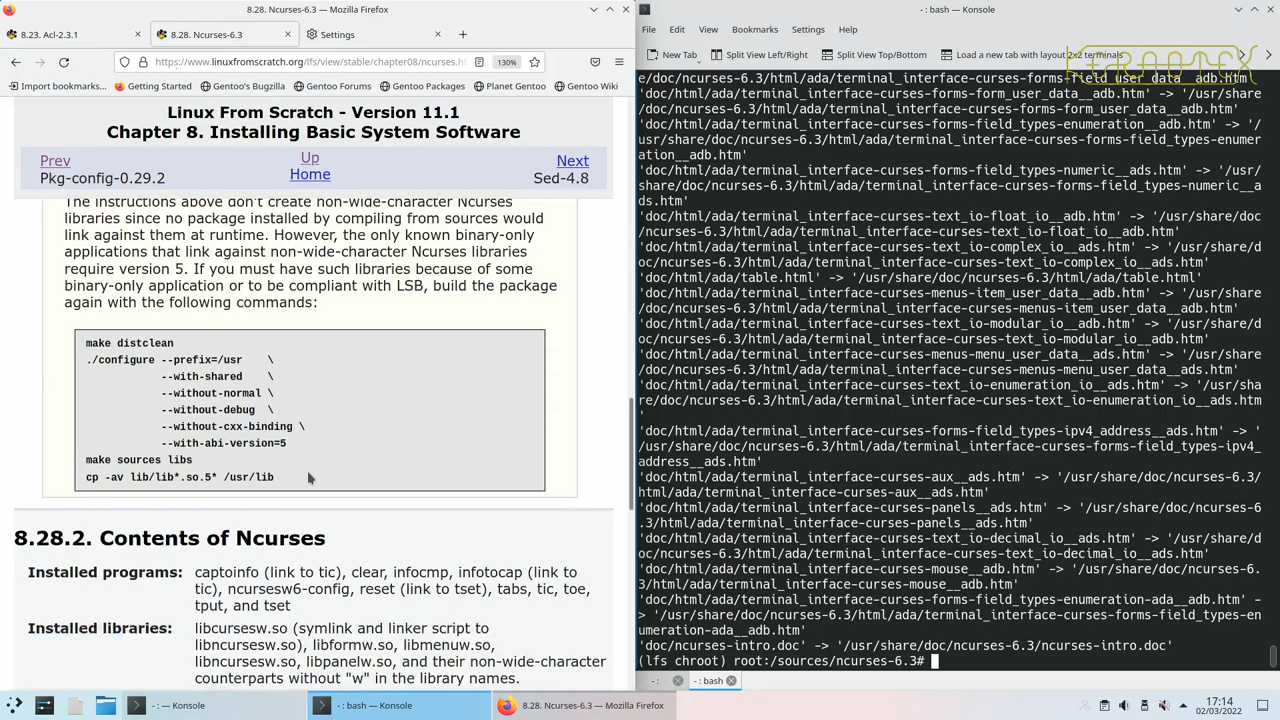 8.28. Ncurses-6.3 — Mozilla Firefox
8.23. Acl-2.3.1
8.28. Ncurses-6.3
Settings
https://www.linuxfromscratch.org/lfs/view/stable/chapter08/ncurses.h
130%
Import bookmarks...
Getting Started
Gentoo's Bugzilla
Gentoo Forums
Gentoo Packages
Planet Gentoo
Gentoo Wiki
Linux From Scratch - Version 11.1
Chapter 8. Installing Basic System Software
Prev
Up
Next
Pkg-config-0.29.2
Home
Sed-4.8
The instructions above don't create non-wide-character Ncurses
libraries since no package installed by compiling from sources would
link against them at runtime. However, the only known binary-only
applications that link against non-wide-character Ncurses libraries
require version 5. If you must have such libraries because of some
binary-only application or to be compliant with LSB, build the package
again with the following commands:
make distclean
./configure --prefix=/usr    \
--with-shared    \
--without-normal \
--without-debug  \
--without-cxx-binding \
--with-abi-version=5
make sources libs
cp -av lib/lib*.so.5* /usr/lib
8.28.2. Contents of Ncurses
Installed programs: captoinfo (link to tic), clear, infocmp, infotocap (link to
tic), ncursesw6-config, reset (link to tset), tabs, tic, toe,
tput, and tset
Installed libraries: libcursesw.so (symlink and linker script to
libncursesw.so), libformw.so, libmenuw.so,
libncursesw.so, libpanelw.so, and their non-wide-character
counterparts without "w" in the library names.
- : bash — Konsole
File Edit View Bookmarks Settings Help
New Tab
Split View Left/Right
Split View Top/Bottom
Load a new tab with layout 2x2 terminals
e/doc/ncurses-6.3/html/ada/terminal_interface-curses-forms-field_user_data__adb.htm'
'doc/html/ada/terminal_interface-curses-forms-form_user_data__adb.htm' -> '/usr/shar
e/doc/ncurses-6.3/html/ada/terminal_interface-curses-forms-form_user_data__adb.htm'
'doc/html/ada/terminal_interface-curses-forms-field_types-enumeration__adb.htm' -> '/
usr/share/doc/ncurses-6.3/html/ada/terminal_interface-curses-forms-field_types-enumer
ation__adb.htm'
'doc/html/ada/terminal_interface-curses-forms-field_types-numeric__ads.htm' -> '/usr/
share/doc/ncurses-6.3/html/ada/terminal_interface-curses-forms-field_types-numeric__a
ds.htm'
'doc/html/ada/terminal_interface-curses-text_io-float_io__adb.htm' -> '/usr/share/doc
/ncurses-6.3/html/ada/terminal_interface-curses-text_io-float_io__adb.htm'
'doc/html/ada/terminal_interface-curses-text_io-complex_io__ads.htm' -> '/usr/share/d
oc/ncurses-6.3/html/ada/terminal_interface-curses-text_io-complex_io__ads.htm'
'doc/html/ada/table.html' -> '/usr/share/doc/ncurses-6.3/html/ada/table.html'
'doc/html/ada/terminal_interface-curses-menus-item_user_data__adb.htm' -> '/usr/share
/doc/ncurses-6.3/html/ada/terminal_interface-curses-menus-item_user_data__adb.htm'
'doc/html/ada/terminal_interface-curses-text_io-modular_io__adb.htm' -> '/usr/share/d
oc/ncurses-6.3/html/ada/terminal_interface-curses-text_io-modular_io__adb.htm'
'doc/html/ada/terminal_interface-curses-menus-menu_user_data__ads.htm' -> '/usr/share
/doc/ncurses-6.3/html/ada/terminal_interface-curses-menus-menu_user_data__ads.htm'
'doc/html/ada/terminal_interface-curses-text_io-enumeration_io__ads.htm' -> '/usr/sha
re/doc/ncurses-6.3/html/ada/terminal_interface-curses-text_io-enumeration_io__ads.htm
'
'doc/html/ada/terminal_interface-curses-forms-field_types-ipv4_address__ads.htm' -> '
/usr/share/doc/ncurses-6.3/html/ada/terminal_interface-curses-forms-field_types-ipv4_
address__ads.htm'
'doc/html/ada/terminal_interface-curses-aux__ads.htm' -> '/usr/share/doc/ncurses-6.3/
html/ada/terminal_interface-curses-aux__ads.htm'
'doc/html/ada/terminal_interface-curses-panels__ads.htm' -> '/usr/share/doc/ncurses-6
.3/html/ada/terminal_interface-curses-panels__ads.htm'
'doc/html/ada/terminal_interface-curses-text_io-decimal_io__ads.htm' -> '/usr/share/d
oc/ncurses-6.3/html/ada/terminal_interface-curses-text_io-decimal_io__ads.htm'
'doc/html/ada/terminal_interface-curses-mouse__adb.htm' -> '/usr/share/doc/ncurses-6.
3/html/ada/terminal_interface-curses-mouse__adb.htm'
'doc/html/ada/terminal_interface-curses-forms-field_types-enumeration-ada__adb.htm' -
> '/usr/share/doc/ncurses-6.3/html/ada/terminal_interface-curses-forms-field_types-en
umeration-ada__adb.htm'
'doc/ncurses-intro.doc' -> '/usr/share/doc/ncurses-6.3/ncurses-intro.doc'
(lfs chroot) root:/sources/ncurses-6.3#
- :
- : bash
- : — Konsole
- : bash — Konsole
8.28. Ncurses-6.3 — Mozilla Firefox
17:14
02/03/2022